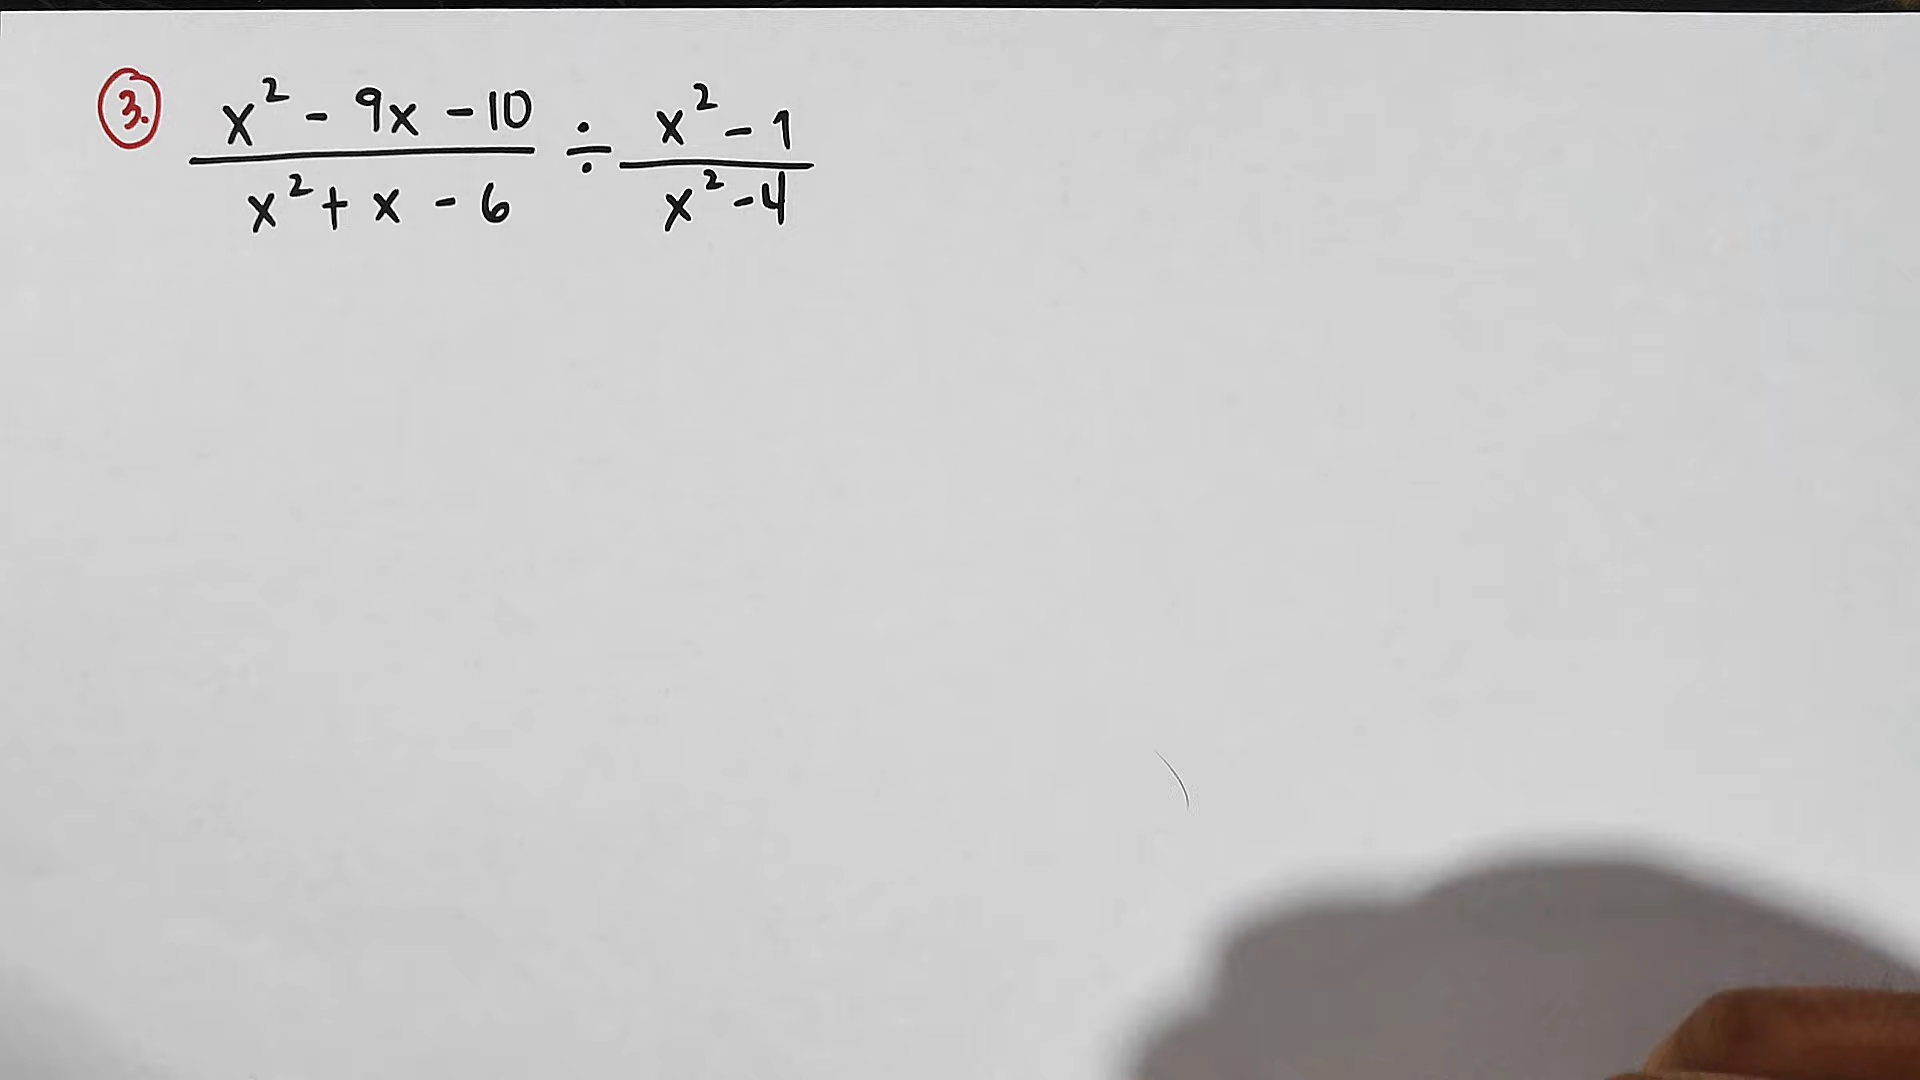 3. x² - 9x - 10 ÷ x² - 1
x² + x - 6 x² - 4